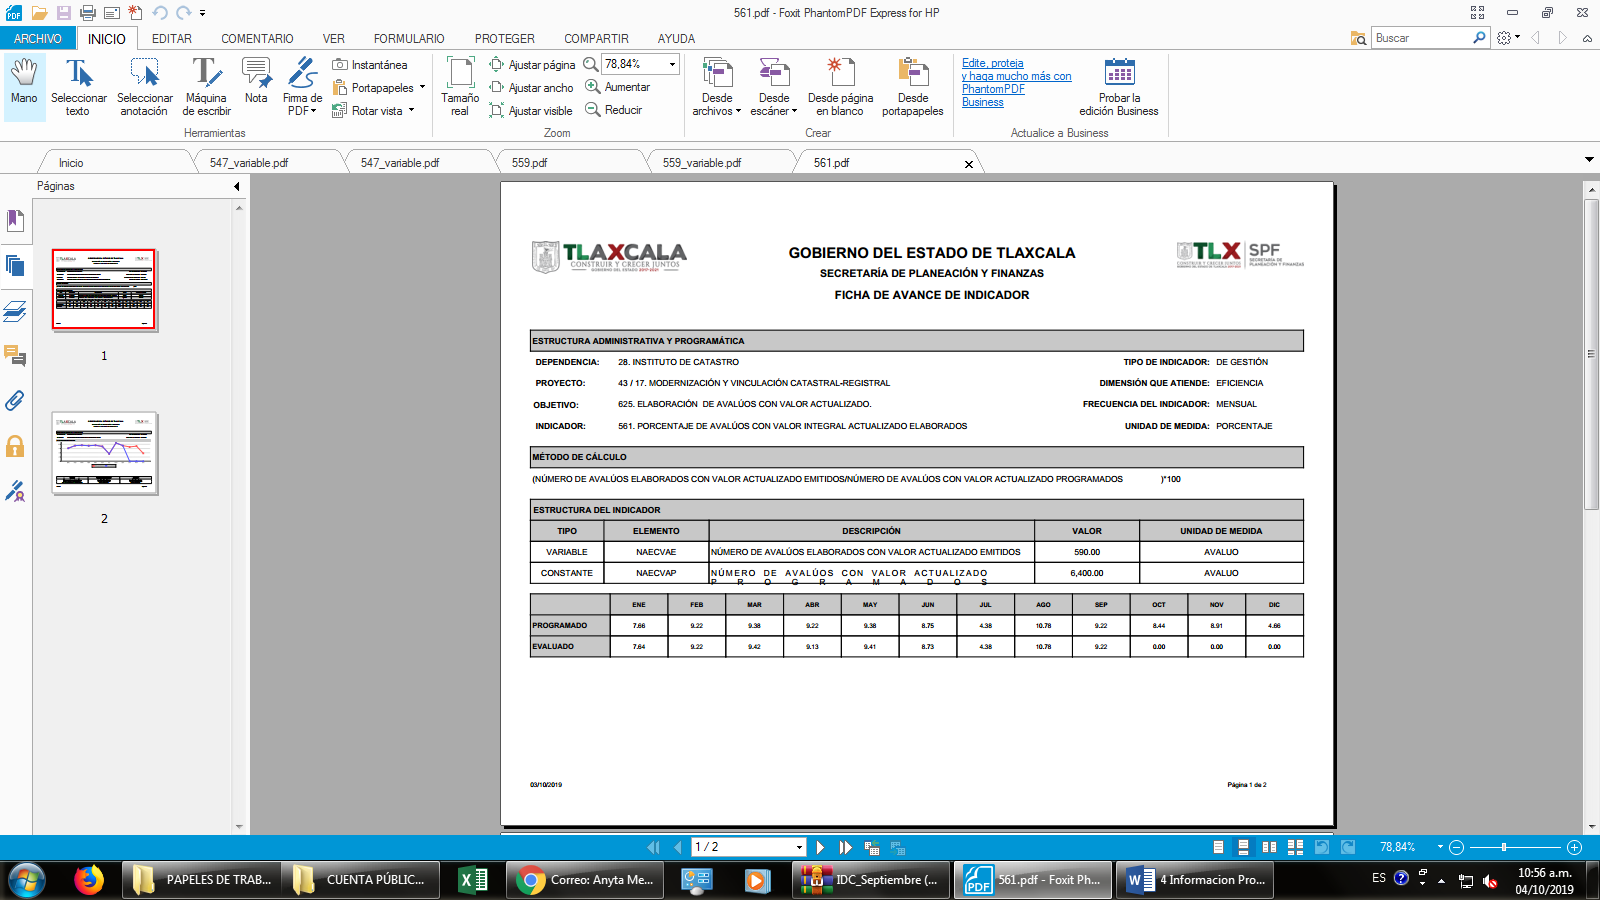 561.pdf - Foxit PhantomPDF Express for HP
ARCHIVO INICIO EDITAR COMENTARIO VER FORMULARIO PROTEGER COMPARTIR AYUDA
Buscar
Mano
Seleccionar texto
Seleccionar anotación
Máquina de escribir
Nota
Firma de PDF
Instantánea
Portapapeles
Rotar vista
Herramientas
Tamaño real
Ajustar página
Ajustar ancho
Ajustar visible
78,84%
Aumentar
Reducir
Zoom
Desde archivos
Desde escáner
Desde página en blanco
Desde portapapeles
Crear
Edite, proteja
y haga mucho más con
PhantomPDF
Business
Probar la edición Business
Actualice a Business
Inicio 547_variable.pdf 547_variable.pdf 559.pdf 559_variable.pdf 561.pdf
Páginas
1
2
TLAXCALA
CONSTRUIR Y CRECER JUNTOS
GOBIERNO DEL ESTADO 2017-2021
GOBIERNO DEL ESTADO DE TLAXCALA
SECRETARÍA DE PLANEACIÓN Y FINANZAS
FICHA DE AVANCE DE INDICADOR
TLX SPF
CONSTRUIR Y CRECER JUNTOS
SECRETARÍA DE PLANEACIÓN Y FINANZAS
ESTRUCTURA ADMINISTRATIVA Y PROGRAMÁTICA
DEPENDENCIA: 28. INSTITUTO DE CATASTRO TIPO DE INDICADOR: DE GESTIÓN
PROYECTO: 43 / 17. MODERNIZACIÓN Y VINCULACIÓN CATASTRAL-REGISTRAL DIMENSIÓN QUE ATIENDE: EFICIENCIA
OBJETIVO: 625. ELABORACIÓN DE AVALÚOS CON VALOR ACTUALIZADO. FRECUENCIA DEL INDICADOR: MENSUAL
INDICADOR: 561. PORCENTAJE DE AVALÚOS CON VALOR INTEGRAL ACTUALIZADO ELABORADOS UNIDAD DE MEDIDA: PORCENTAJE
MÉTODO DE CÁLCULO
(NÚMERO DE AVALÚOS ELABORADOS CON VALOR ACTUALIZADO EMITIDOS/NÚMERO DE AVALÚOS CON VALOR ACTUALIZADO PROGRAMADOS )*100
ESTRUCTURA DEL INDICADOR
TIPO ELEMENTO DESCRIPCIÓN VALOR UNIDAD DE MEDIDA
VARIABLE NAECVAE NÚMERO DE AVALÚOS ELABORADOS CON VALOR ACTUALIZADO EMITIDOS 590.00 AVALUO
CONSTANTE NAECVAP NÚMERO DE AVALÚOS CON VALOR ACTUALIZADO PROGRAMADOS 6,400.00 AVALUO
ENE FEB MAR ABR MAY JUN JUL AGO SEP OCT NOV DIC
PROGRAMADO 7.66 9.22 9.38 9.22 9.38 8.75 4.38 10.78 9.22 8.44 8.91 4.66
EVALUADO 7.64 9.22 9.42 9.13 9.41 8.73 4.38 10.78 9.22 0.00 0.00 0.00
03/10/2019 Página 1 de 2
1 / 2
78,84%
PAPELES DE TRAB...
CUENTA PÚBLIC...
Correo: Anyta Me...
IDC_Septiembre (...
561.pdf - Foxit Ph...
4 Informacion Pro...
ES
10:56 a.m.
04/10/2019